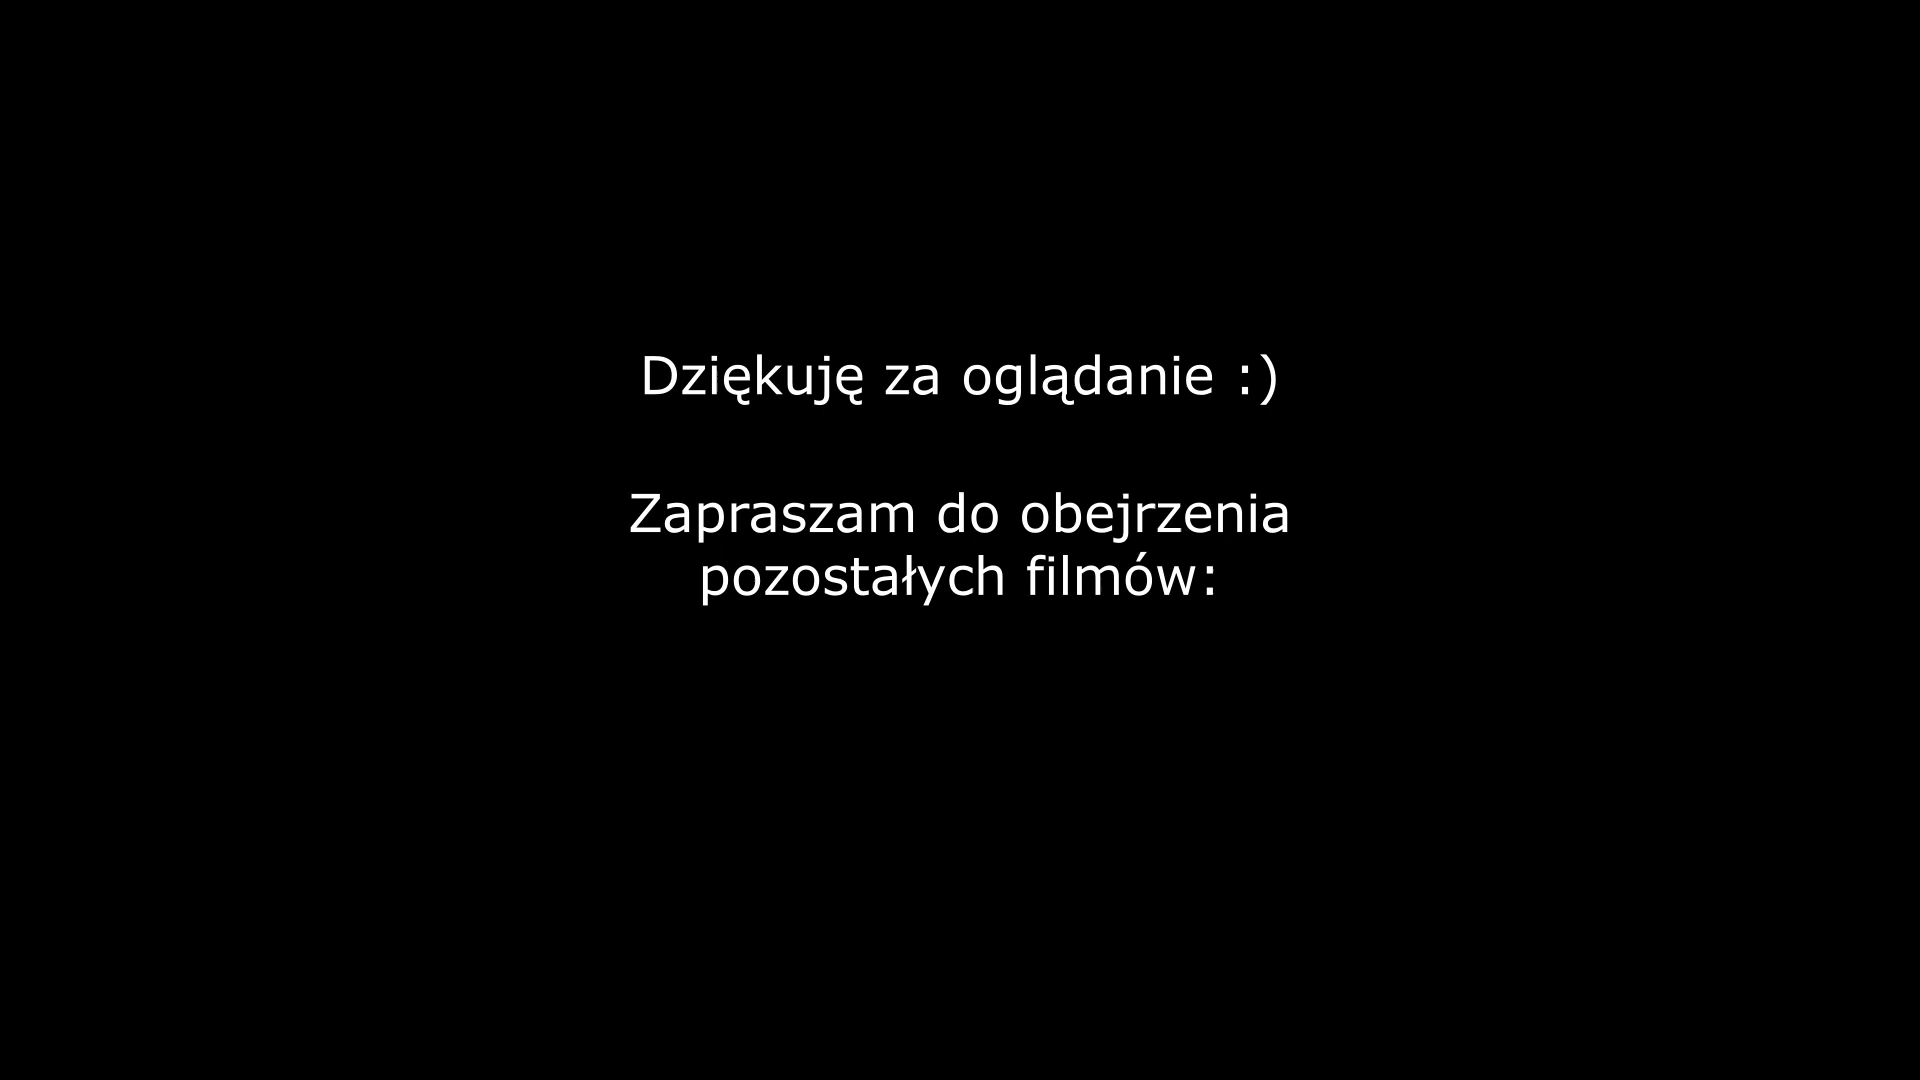 Dziękuję za oglądanie :)
Zapraszam do obejrzenia
pozostałych filmów: